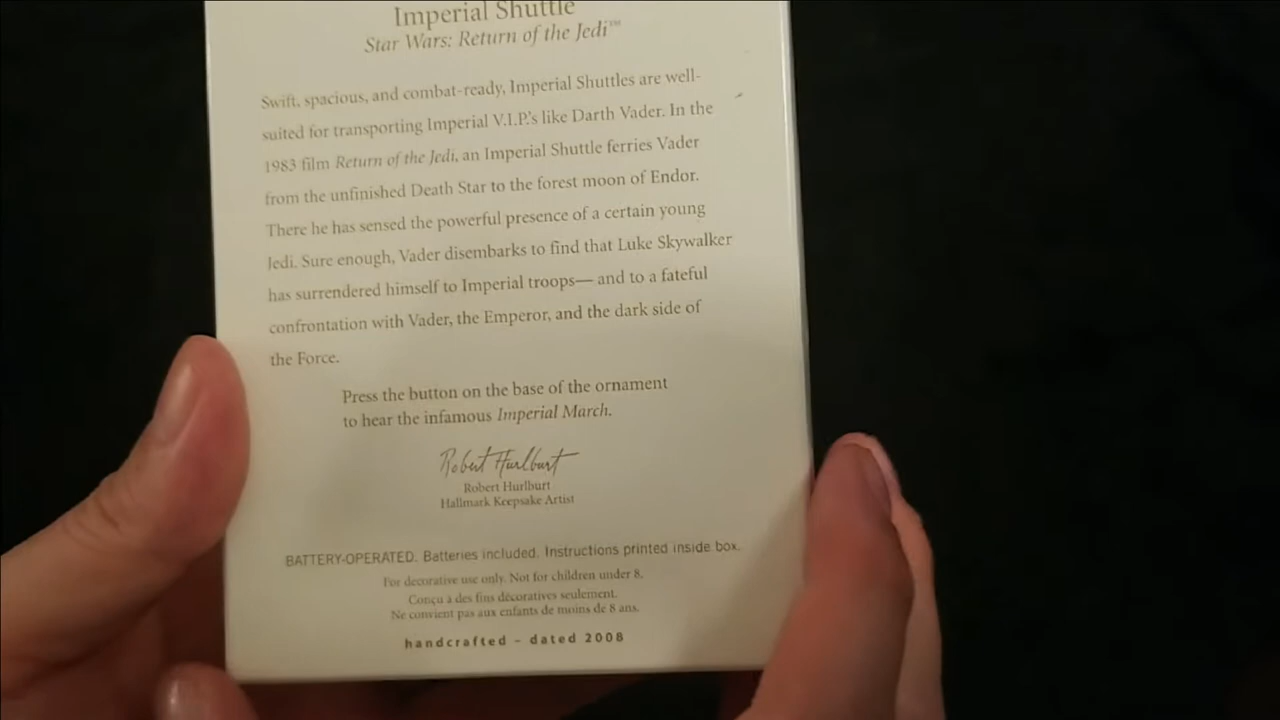 Imperial Shuttle
Star Wars: Return of the Jedi™
Swift, spacious, and combat-ready, Imperial Shuttles are well-
suited for transporting Imperial V.I.P.'s like Darth Vader. In the
1983 film Return of the Jedi, an Imperial Shuttle ferries Vader
from the unfinished Death Star to the forest moon of Endor.
There he has sensed the powerful presence of a certain young
Jedi. Sure enough, Vader disembarks to find that Luke Skywalker
has surrendered himself to Imperial troops— and to a fateful
confrontation with Vader, the Emperor, and the dark side of
the Force.
Press the button on the base of the ornament
to hear the infamous Imperial March.
Robert Hurlburt
Robert Hurlburt
Hallmark Keepsake Artist
BATTERY-OPERATED. Batteries included. Instructions printed inside box.
For decorative use only. Not for children under 8.
Conçu à des fins décoratives seulement.
Ne convient pas aux enfants de moins de 8 ans.
handcrafted – dated 2008